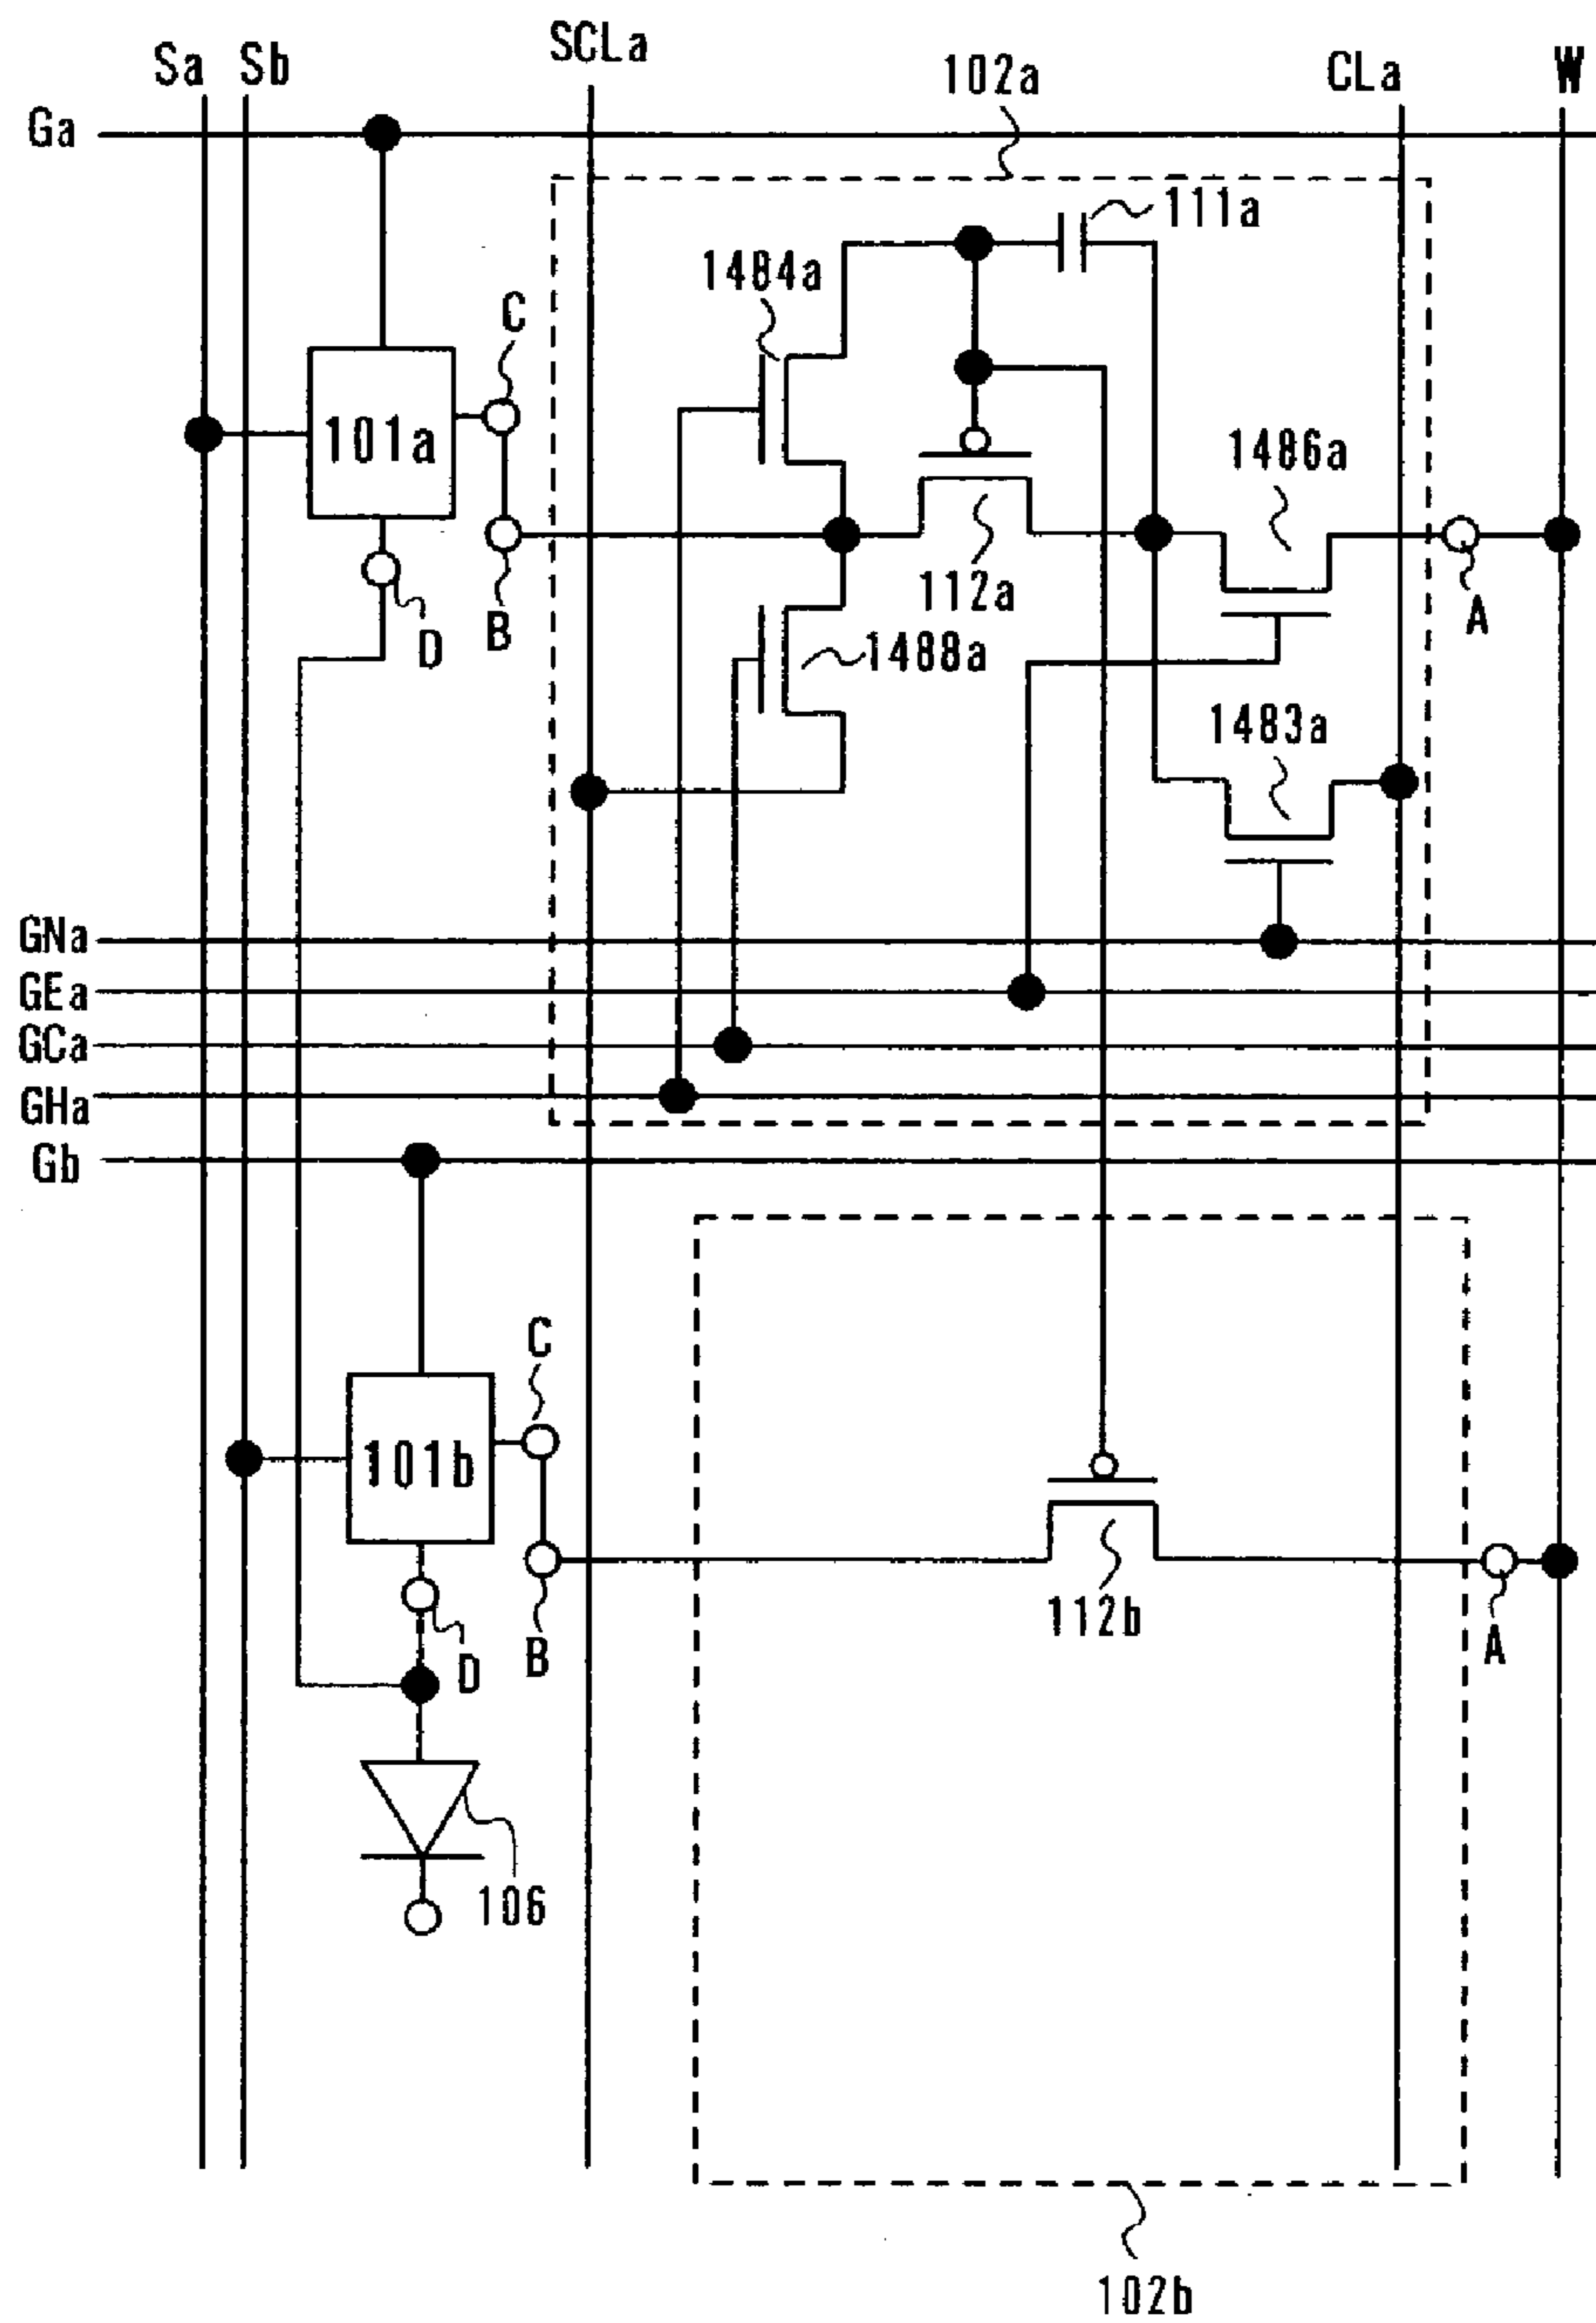 Sa Sb SCLa 102a CLa W
Ga
111a
1484a
C
101a
1486a
112a
A
B
D
1488a
1483a
GNa
GEa
GCa
GHa
Gb
C
101b
112b
B
D
A
106
102b